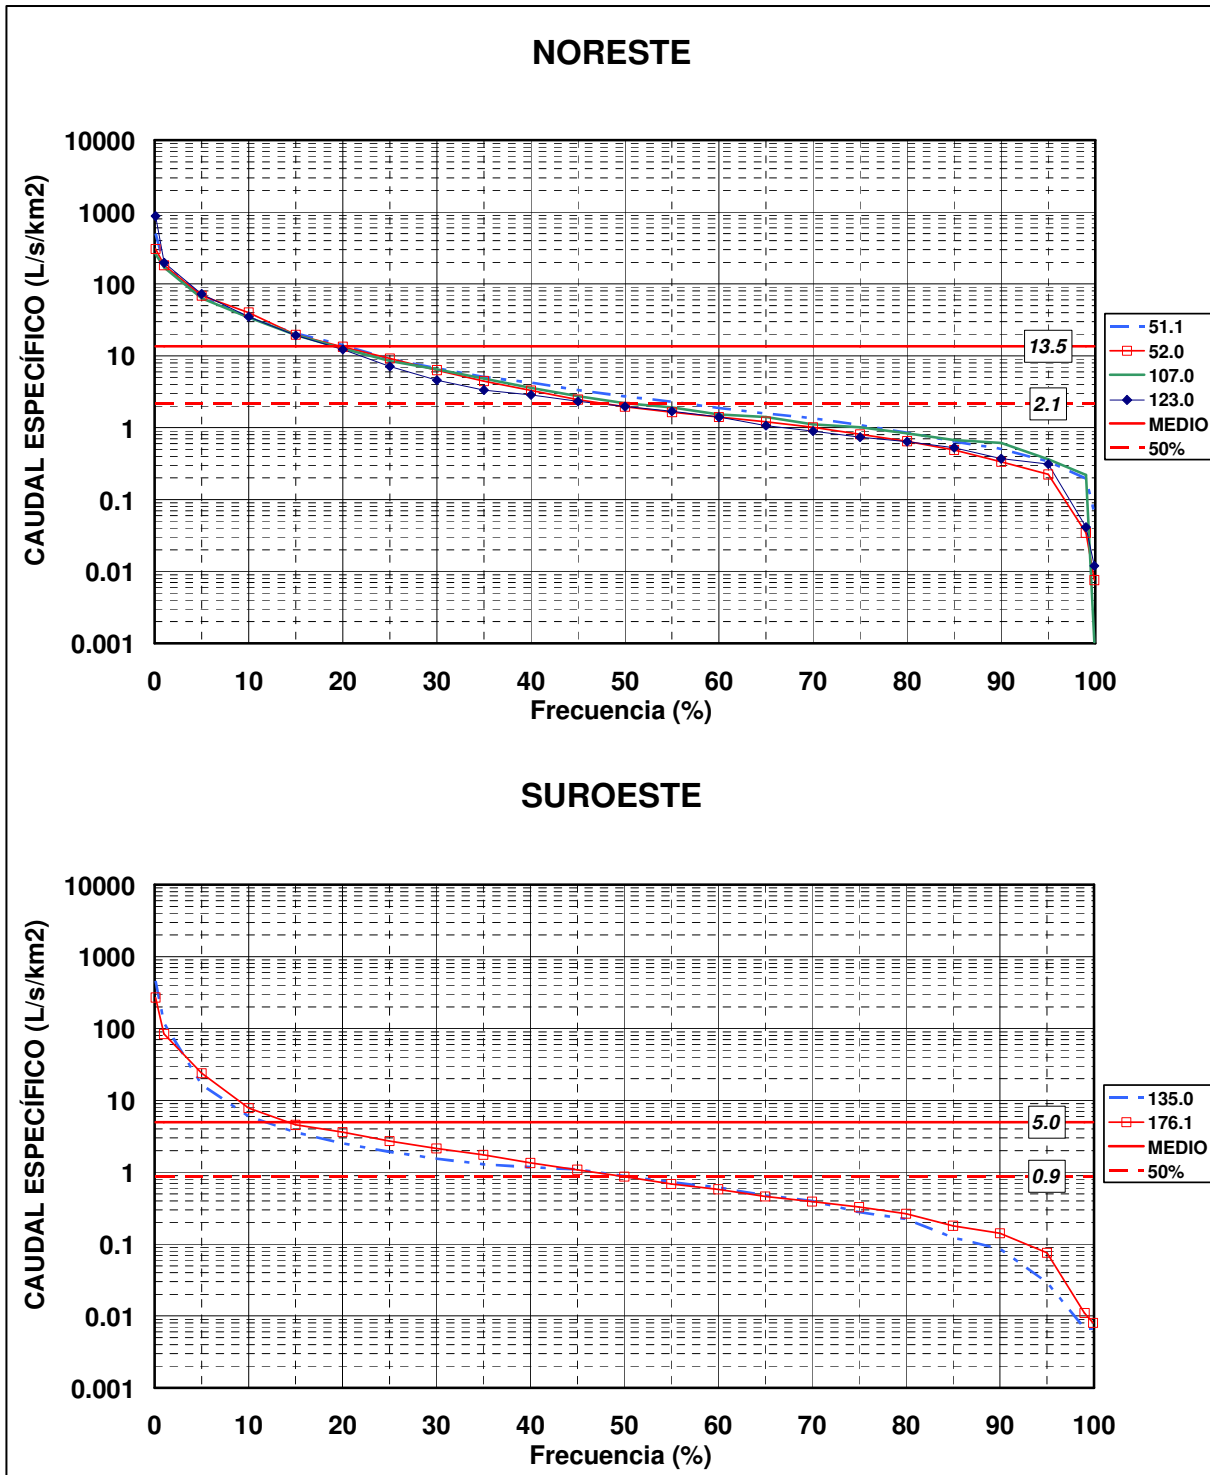 NORESTE
CAUDAL ESPECÍFICO (L/s/km2)
10000
1000
100
10
1
0.1
0.01
0.001
13.5
2.1
0 10 20 30 40 50 60 70 80 90 100
Frecuencia (%)
51.1
52.0
107.0
123.0
MEDIO
50%
SUROESTE
CAUDAL ESPECÍFICO (L/s/km2)
10000
1000
100
10
1
0.1
0.01
0.001
5.0
0.9
0 10 20 30 40 50 60 70 80 90 100
Frecuencia (%)
135.0
176.1
MEDIO
50%